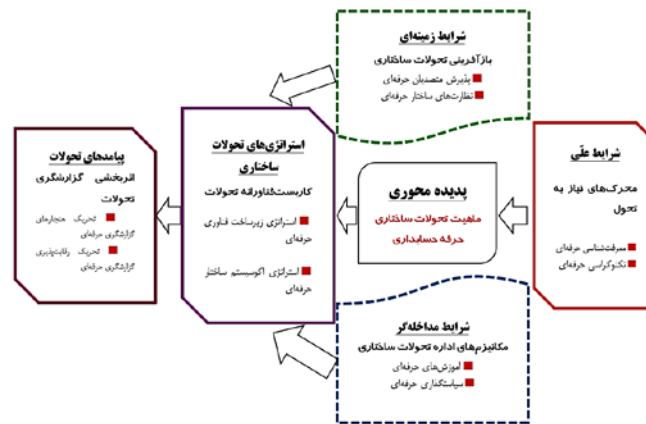 شرایط زمینه‌ای
بازآفرینی تحولات ساختاری
پذیرش متصدیان حرفه‌ای
نظارت‌های ساختار حرفه‌ای
شرایط علّی
محرک‌های نیاز به
تحول
معرفت‌شناسی حرفه‌ای
تکنوکراسی حرفه‌ای
پدیده محوری
ماهیت تحولات ساختاری
حرفه حسابداری
استراتژی‌های تحولات
ساختاری
کاربست فناورانه تحولات
استراتژی زیرساخت فناوری
حرفه‌ای
استراتژی اکوسیستم ساختار
حرفه‌ای
پیامدهای تحولات
اثربخشی گزارشگری
تحولات
تحریک هنجارهای
گزارشگری حرفه‌ای
تحریک رقابت‌پذیری
گزارشگری حرفه‌ای
شرایط مداخله‌گر
مکانیزم‌های اداره تحولات ساختاری
آموزش‌های حرفه‌ای
سیاستگذاری حرفه‌ای